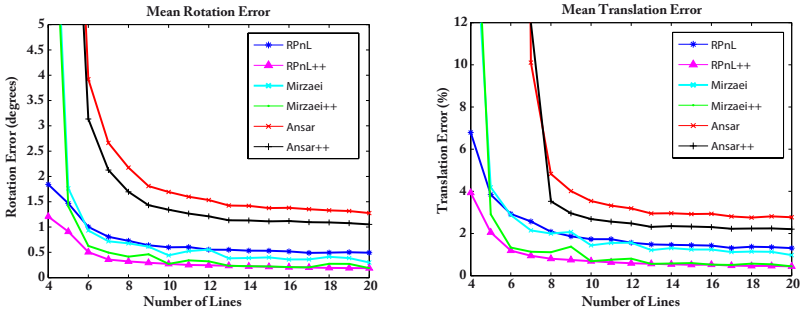 Mean Rotation Error
Rotation Error (degrees)
5
4.5
4
3.5
3
2.5
2
1.5
1
0.5
0
4 6 8 10 12 14 16 18 20
Number of Lines
RPnL
RPnL++
Mirzaei
Mirzaei++
Ansar
Ansar++
Mean Translation Error
Translation Error (%)
12
10
8
6
4
2
0
4 6 8 10 12 14 16 18 20
Number of Lines
RPnL
RPnL++
Mirzaei
Mirzaei++
Ansar
Ansar++